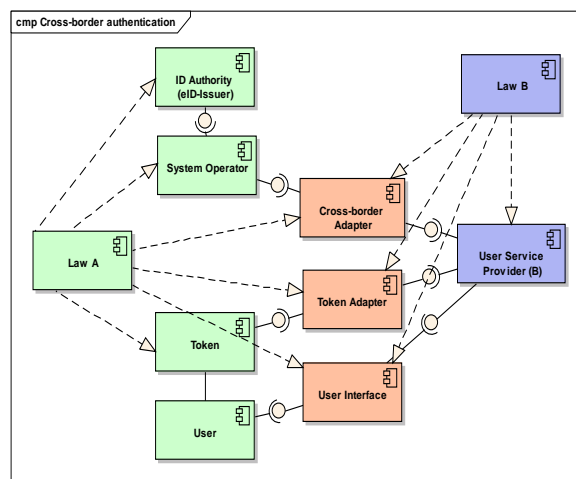 cmp Cross-border authentication
ID Authority
(eID-Issuer)
Law B
System Operator
Cross-border
Adapter
User Service
Provider (B)
Law A
Token Adapter
Token
User Interface
User